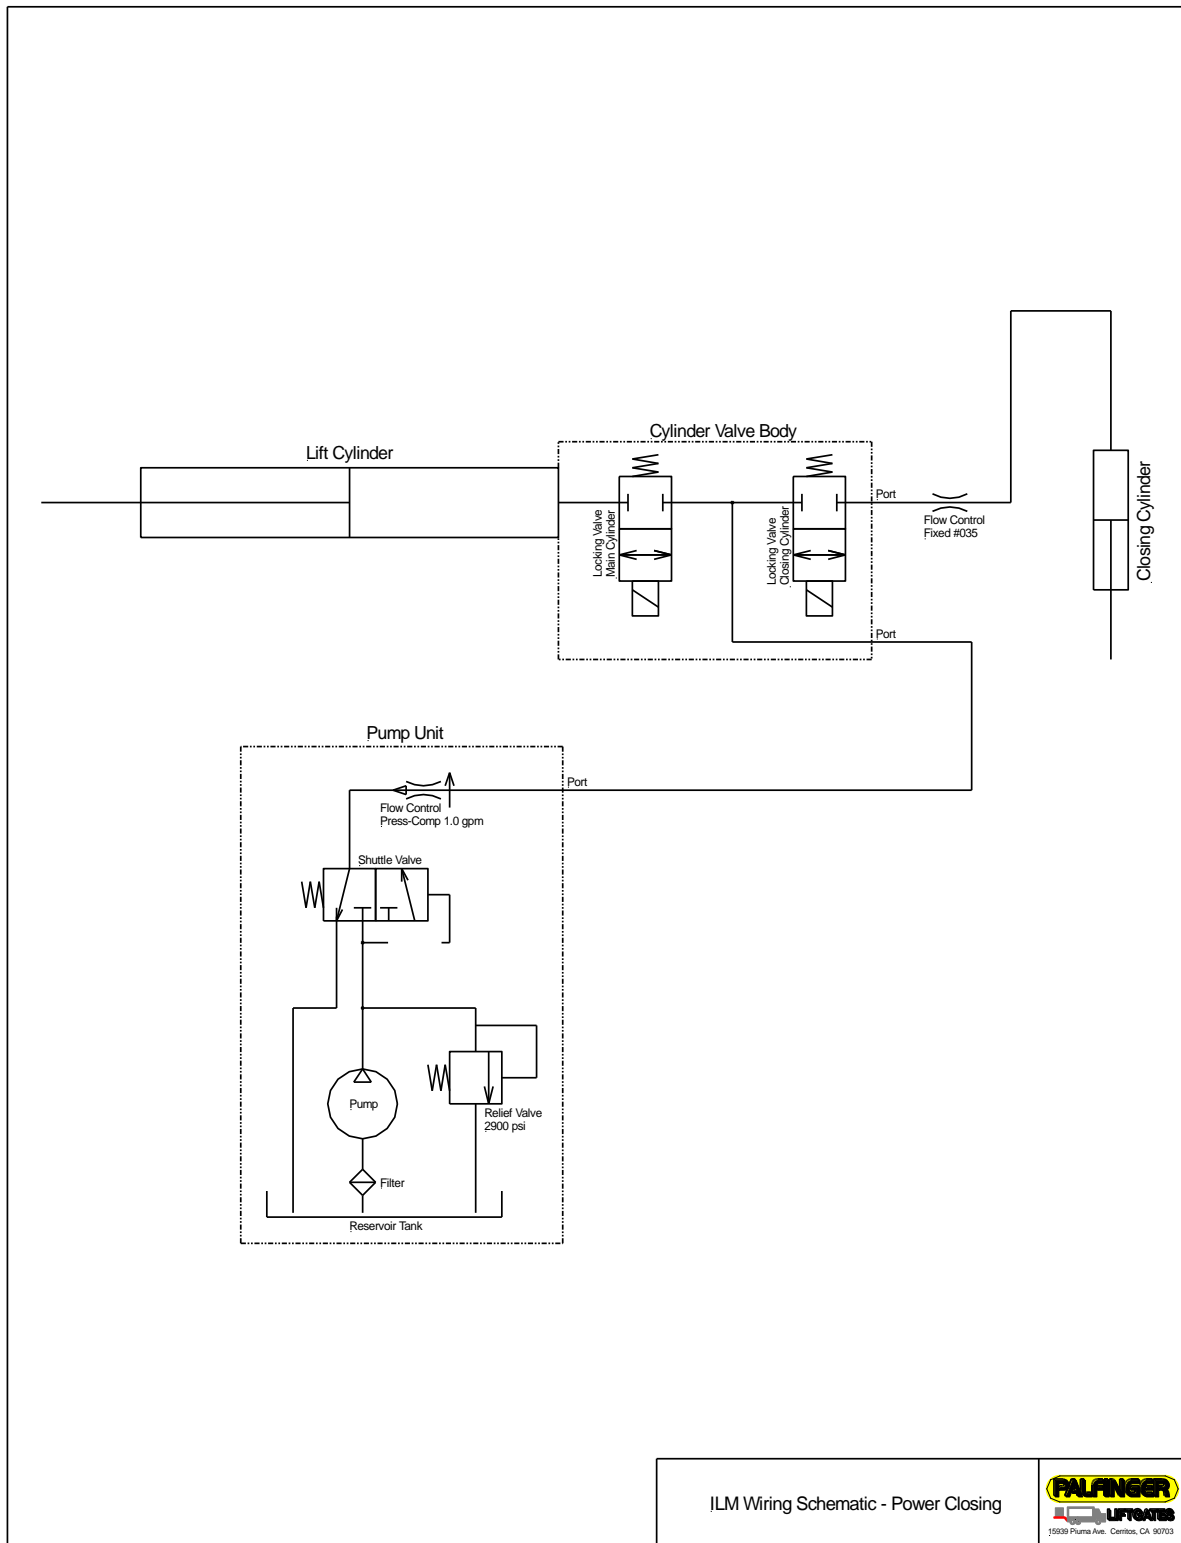 Lift Cylinder
Cylinder Valve Body
Locking Valve
Main Cylinder
Locking Valve
Closing Cylinder
Port
Flow Control
Fixed #035
Closing Cylinder
Port
Pump Unit
Port
Flow Control
Press-Comp 1.0 gpm
Shuttle Valve
Pump
Relief Valve
2900 psi
Filter
Reservoir Tank
ILM Wiring Schematic - Power Closing
PALFINGER
LIFTGATES
15939 Piuma Ave. Cerritos, CA 90703